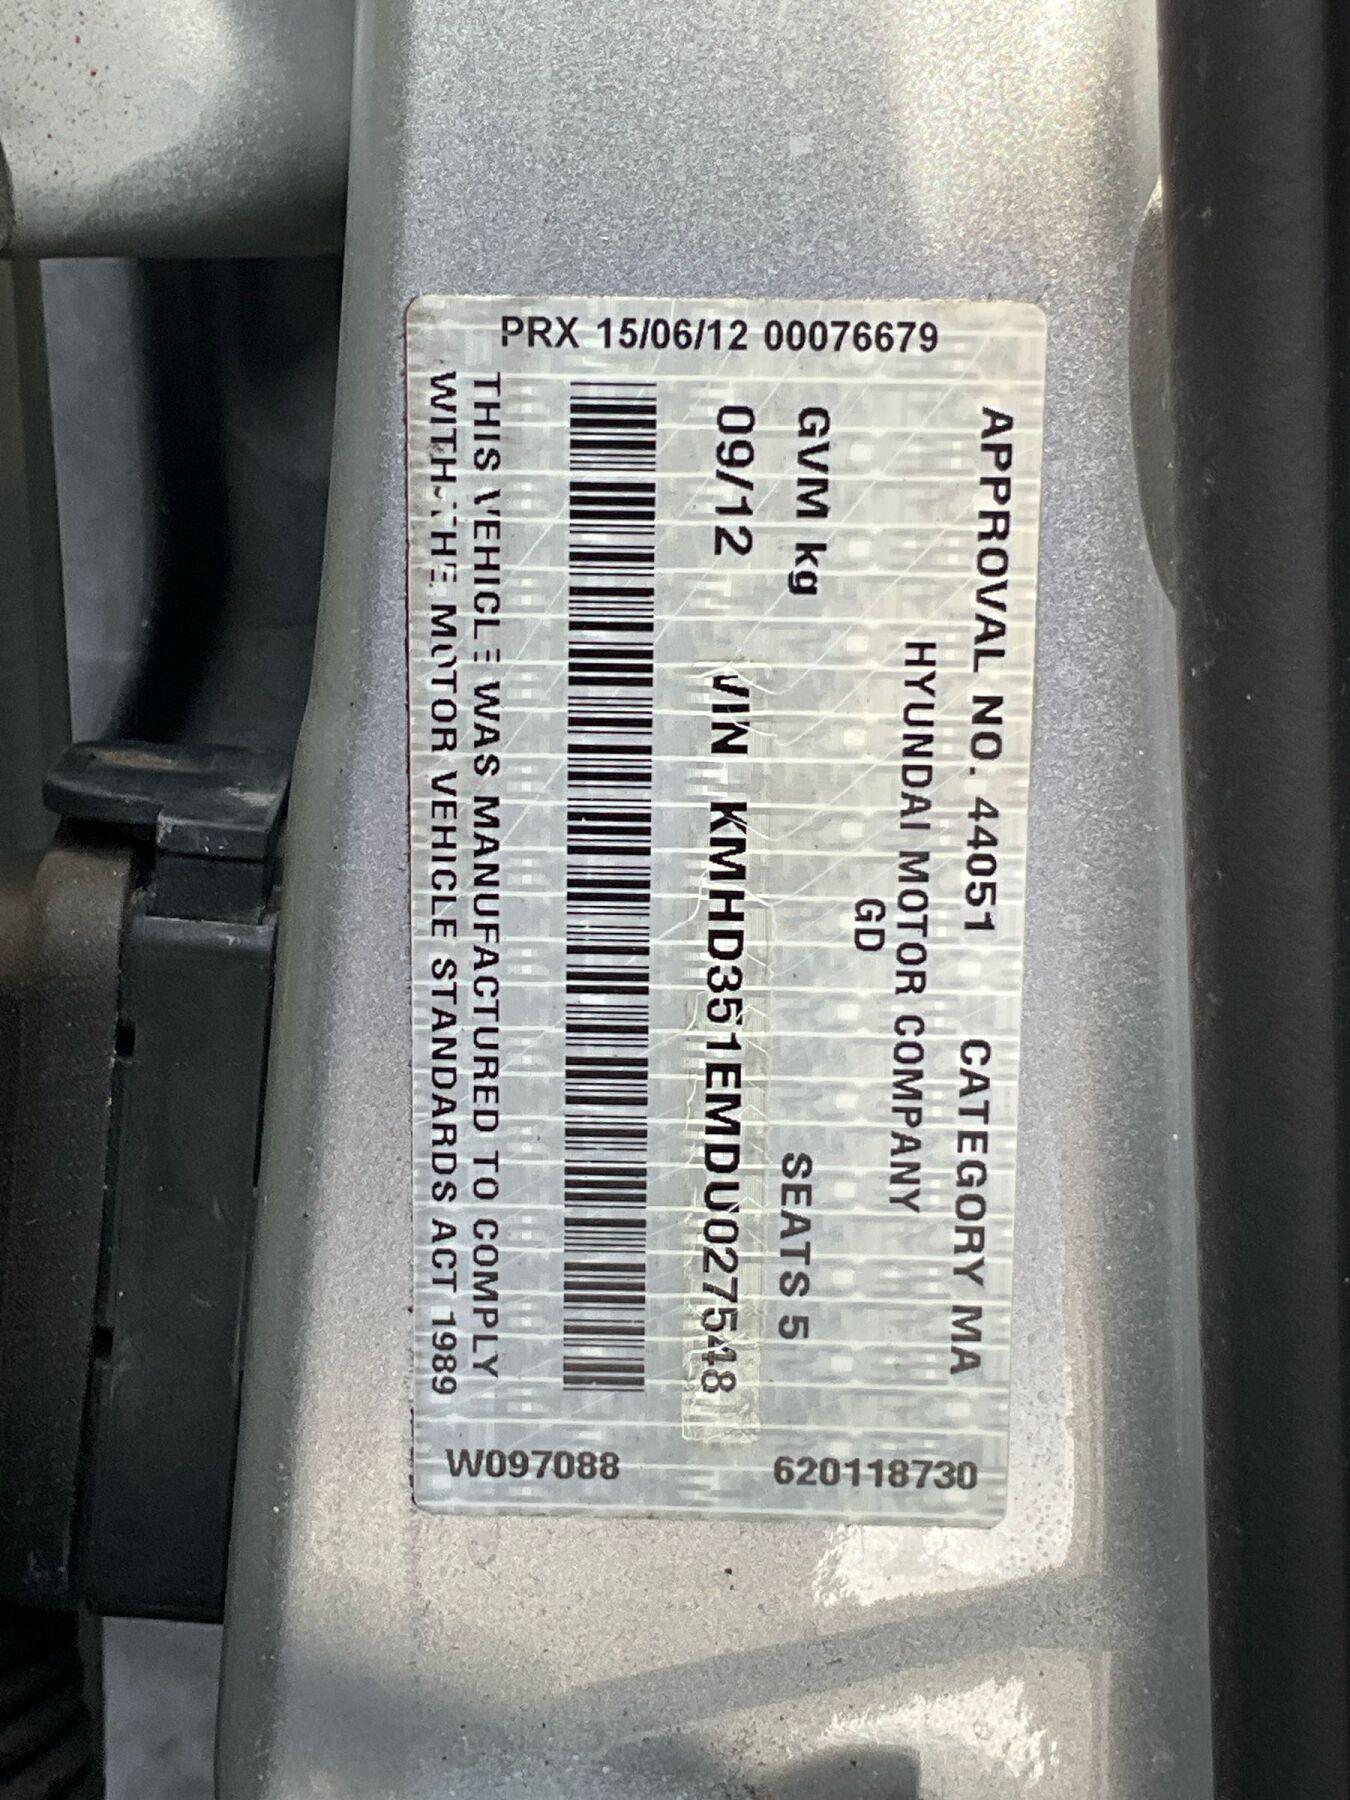 PRX 15/06/12 00076679
APPROVAL NO. 44051 CATEGORY MA
HYUNDAI MOTOR COMPANY
GD
GVM kg SEATS 5
09/12 VIN KMHD351EMDU027548
THIS VEHICLE WAS MANUFACTURED TO COMPLY
WITH THE MOTOR VEHICLE STANDARDS ACT 1989
W097088 620118730